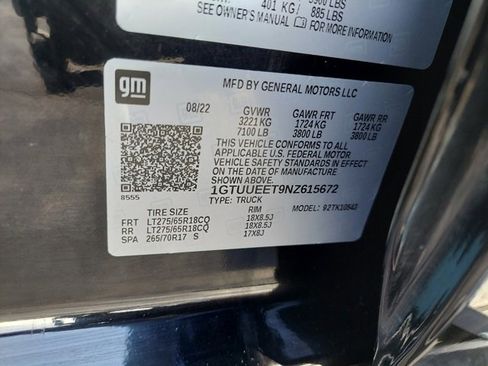 401 KG / 885 LBS
SEE OWNER'S MANUAL FOR MORE INFORMATION
gm
MFD BY GENERAL MOTORS LLC
08/22 GVWR GAWR FRT GAWR RR
3221 KG 1724 KG 1724 KG
7100 LB 3800 LB 3800 LB
THIS VEHICLE CONFORMS TO ALL
APPLICABLE U.S. FEDERAL MOTOR
VEHICLE SAFETY STANDARDS IN EFFECT
ON THE DATE OF MANUFACTURE SHOWN ABOVE.
8555
1GTUUEET9NZ615672
TYPE: TRUCK
TIRE SIZE RIM MODEL: 92TK10543
FRT LT275/65R18CQ 18X8.5J
RR LT275/65R18CQ 18X8.5J
SPA 265/70R17 S 17X8J